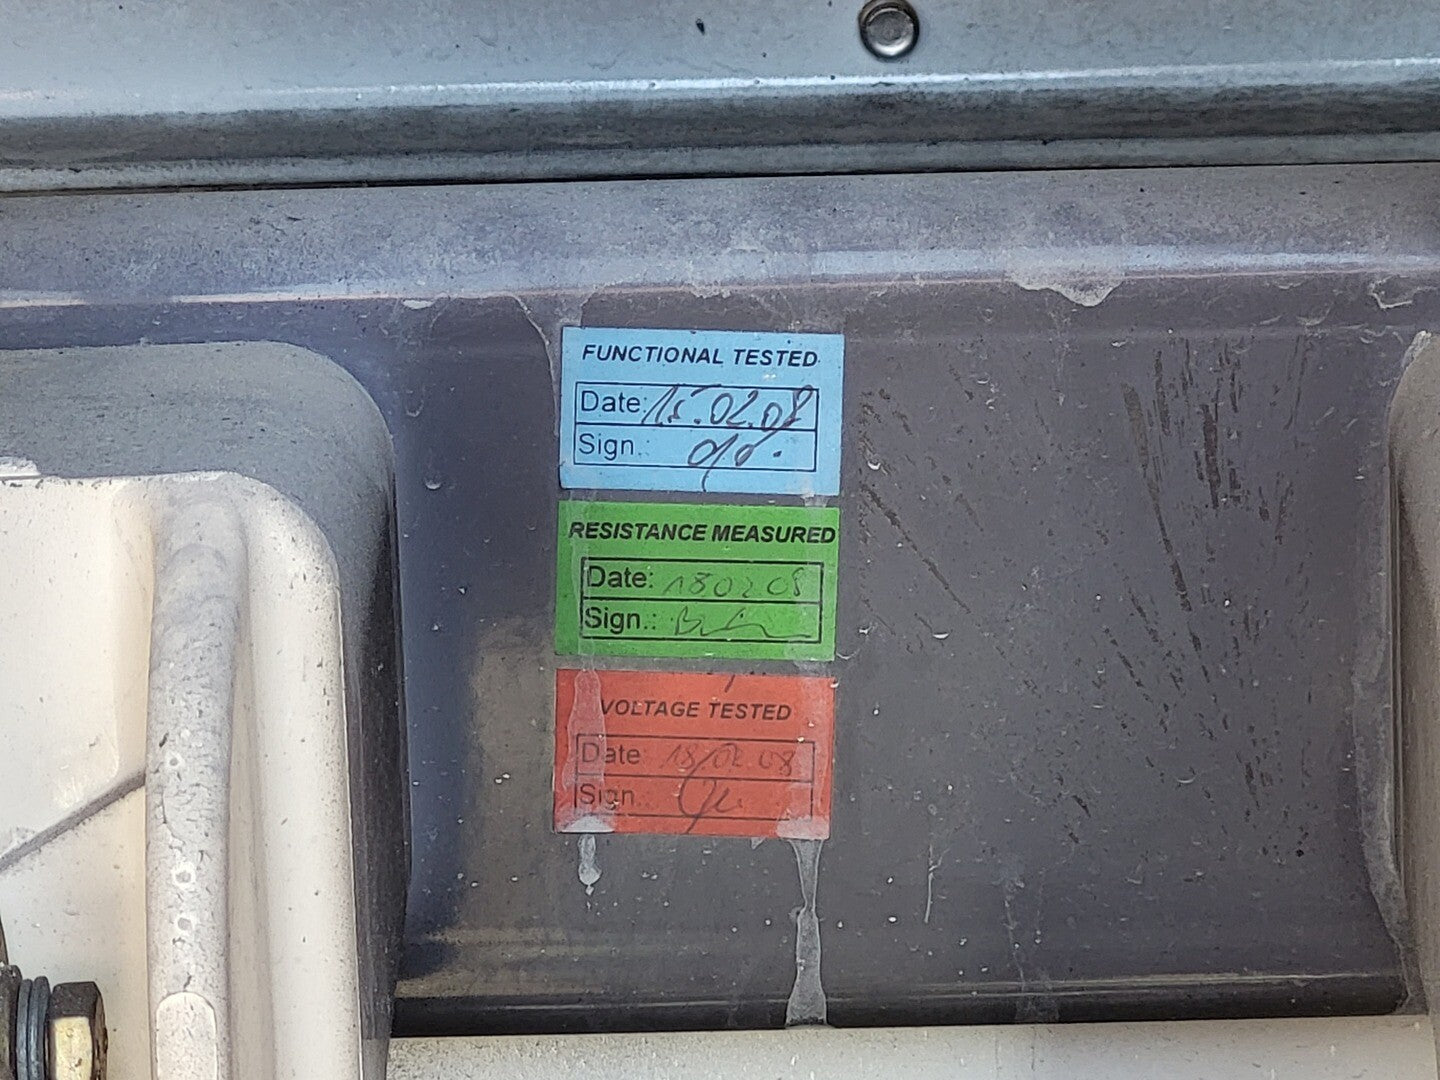 FUNCTIONAL TESTED
Date: 15.02.08
Sign.:
RESISTANCE MEASURED
Date: 180208
Sign.:
VOLTAGE TESTED
Date: 18/02.08
Sign.: